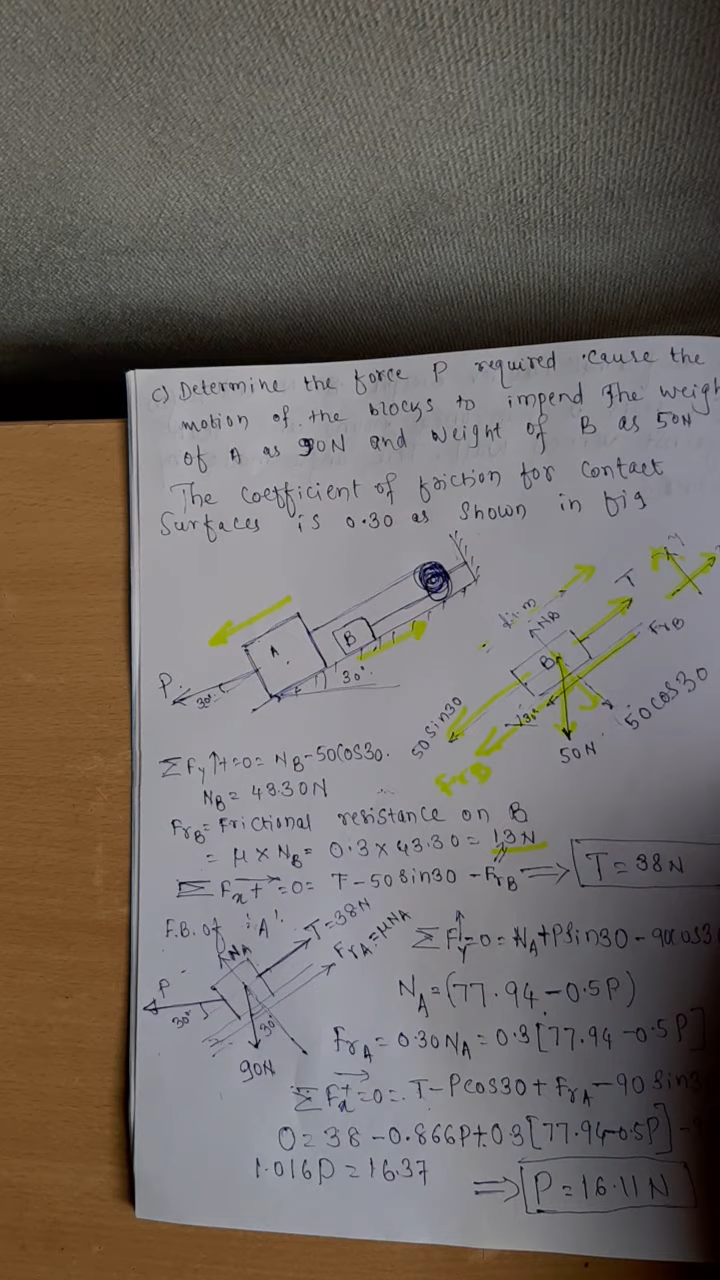 c) Determine the force P required cause the
motion of the blocks to impend The weigh
of A as 90N and weight of B as 50N
The coefficient of friction for contact
Surfaces is 0.30 as shown in fig
A
B
P
30°
30°
T
y
NB
FrB
B
30°
50 sin30
50cos30
50N
FrB
ΣFy↑+=0= NB-50cos30.
NB= 43.30N
FrB= Frictional resistance on B
= μ×NB= 0.3×43.30= 13N
ΣFx+→=0= T-50sin30-FrB ⟹ T=38N
F.B. of 'A'
NA
T=38N
FrA=μNA
P
30°
30
90N
ΣFy↑=0= NA+Psin30-90cos3
NA=(77.94-0.5P)
FrA=0.30NA=0.3[77.94-0.5P]
ΣFx+→=0= T-Pcos30+FrA-90sin3
0=38-0.866P+0.3[77.94-0.5P]-
1.016P=16.37
⟹ P=16.11N